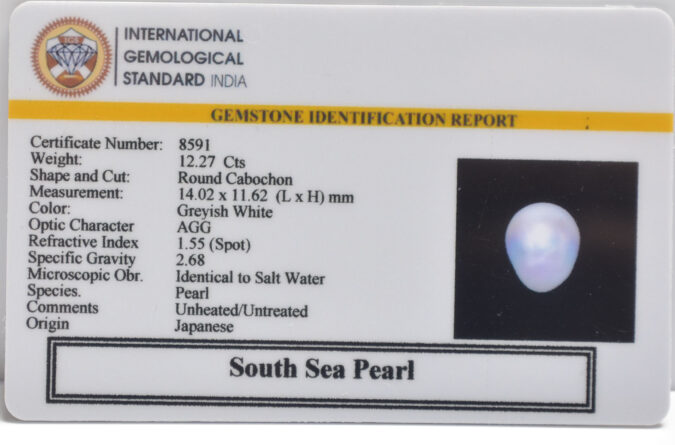 IGS
INTERNATIONAL
GEMOLOGICAL
STANDARD INDIA
GEMSTONE IDENTIFICATION REPORT
Certificate Number: 8591
Weight: 12.27 Cts
Shape and Cut: Round Cabochon
Measurement: 14.02 x 11.62 (L x H) mm
Color: Greyish White
Optic Character AGG
Refractive Index 1.55 (Spot)
Specific Gravity 2.68
Microscopic Obr. Identical to Salt Water
Species. Pearl
Comments Unheated/Untreated
Origin Japanese
South Sea Pearl